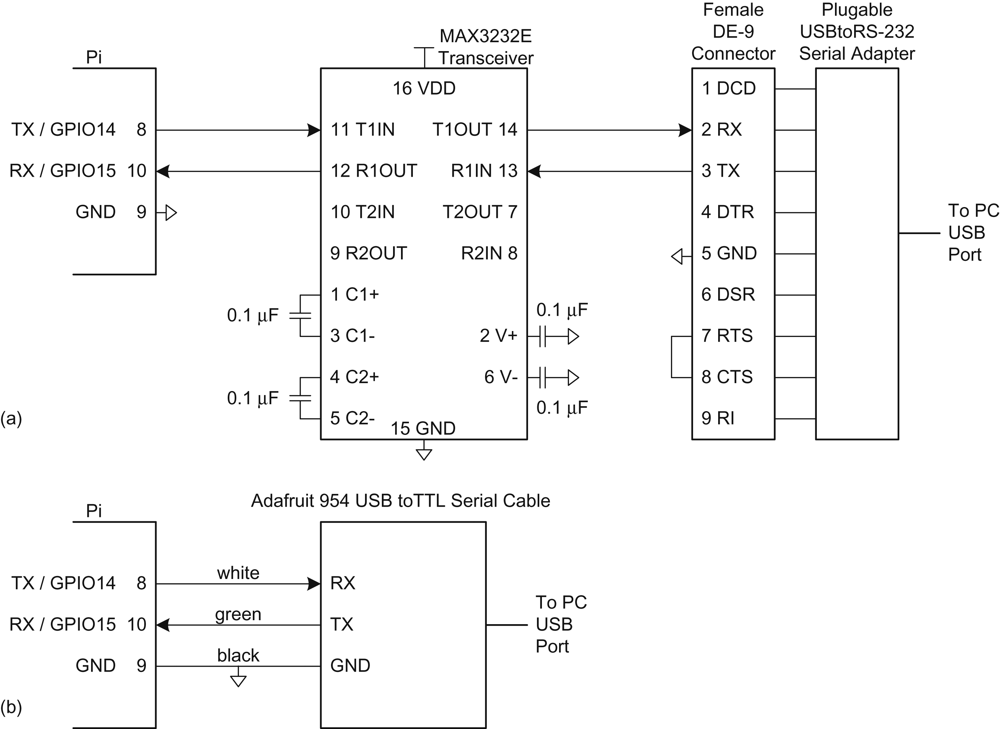 Pi
MAX3232E
Transceiver
Female
DE-9
Connector
Plugable
USBtoRS-232
Serial Adapter
16 VDD
1 DCD
TX / GPIO14 8
11 T1IN
T1OUT 14
2 RX
RX / GPIO15 10
12 R1OUT
R1IN 13
3 TX
GND 9
10 T2IN
T2OUT 7
4 DTR
9 R2OUT
R2IN 8
5 GND
To PC
USB
Port
1 C1+
6 DSR
0.1 μF
0.1 μF
3 C1-
2 V+
7 RTS
4 C2+
6 V-
8 CTS
0.1 μF
0.1 μF
5 C2-
9 RI
15 GND
(a)
Adafruit 954 USB toTTL Serial Cable
Pi
white
TX / GPIO14 8
RX
green
RX / GPIO15 10
TX
To PC
USB
Port
black
GND 9
GND
(b)